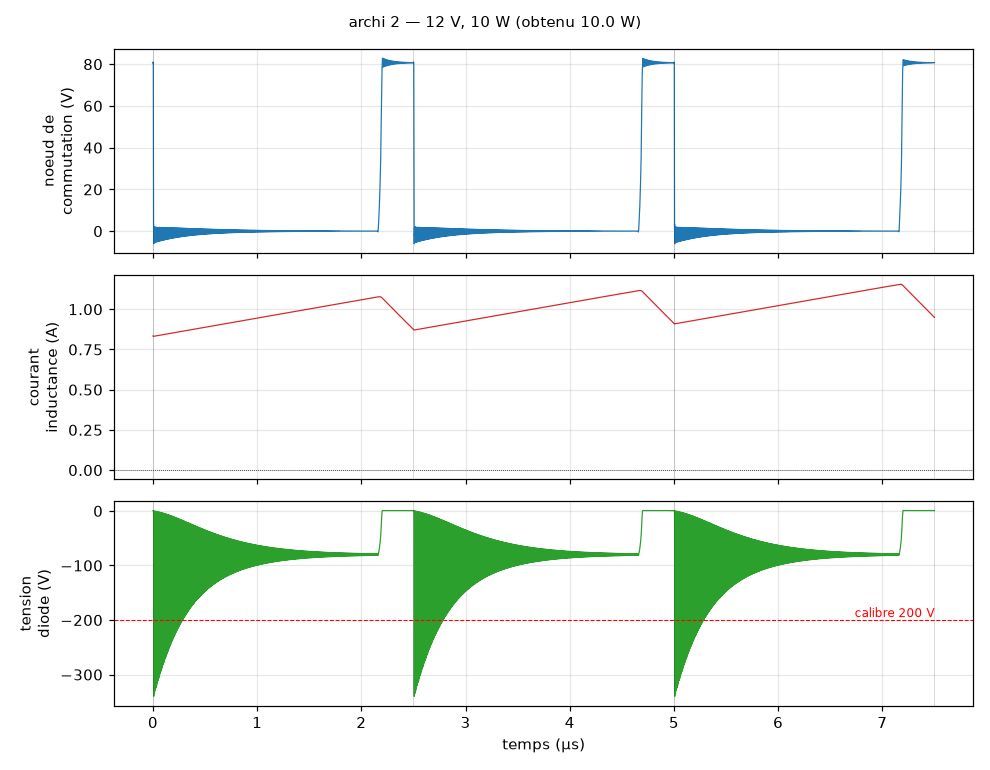 archi 2 — 12 V, 10 W (obtenu 10.0 W)
80
60
40
20
0
noeud de
commutation (V)
1.00
0.75
0.50
0.25
0.00
courant
inductance (A)
0
−100
−200
−300
tension
diode (V)
calibre 200 V
0 1 2 3 4 5 6 7
temps (µs)